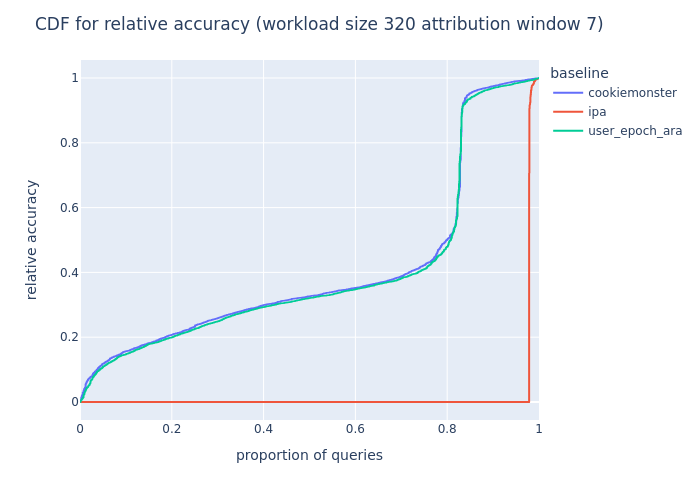 CDF for relative accuracy (workload size 320 attribution window 7)
baseline
cookiemonster
ipa
user_epoch_ara
relative accuracy
1
0.8
0.6
0.4
0.2
0
0 0.2 0.4 0.6 0.8 1
proportion of queries